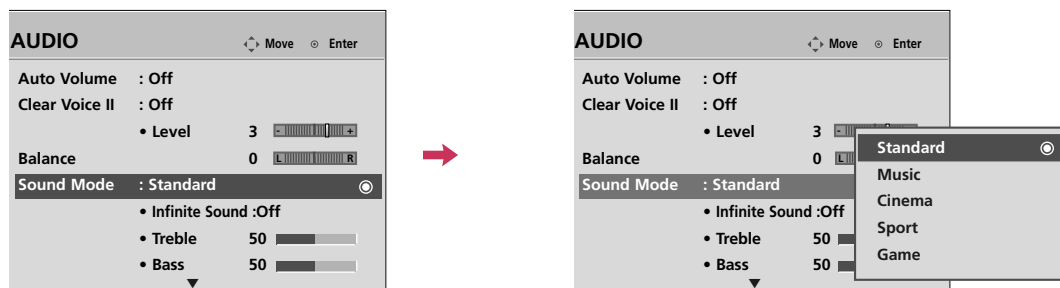 AUDIO Move Enter
Auto Volume : Off
Clear Voice II : Off
• Level 3 - +
Balance 0 L R
Sound Mode : Standard
• Infinite Sound :Off
• Treble 50
• Bass 50
AUDIO Move Enter
Auto Volume : Off
Clear Voice II : Off
• Level 3 -
Balance 0 L
Sound Mode : Standard
• Infinite Sound :Off
• Treble 50
• Bass 50
Standard
Music
Cinema
Sport
Game